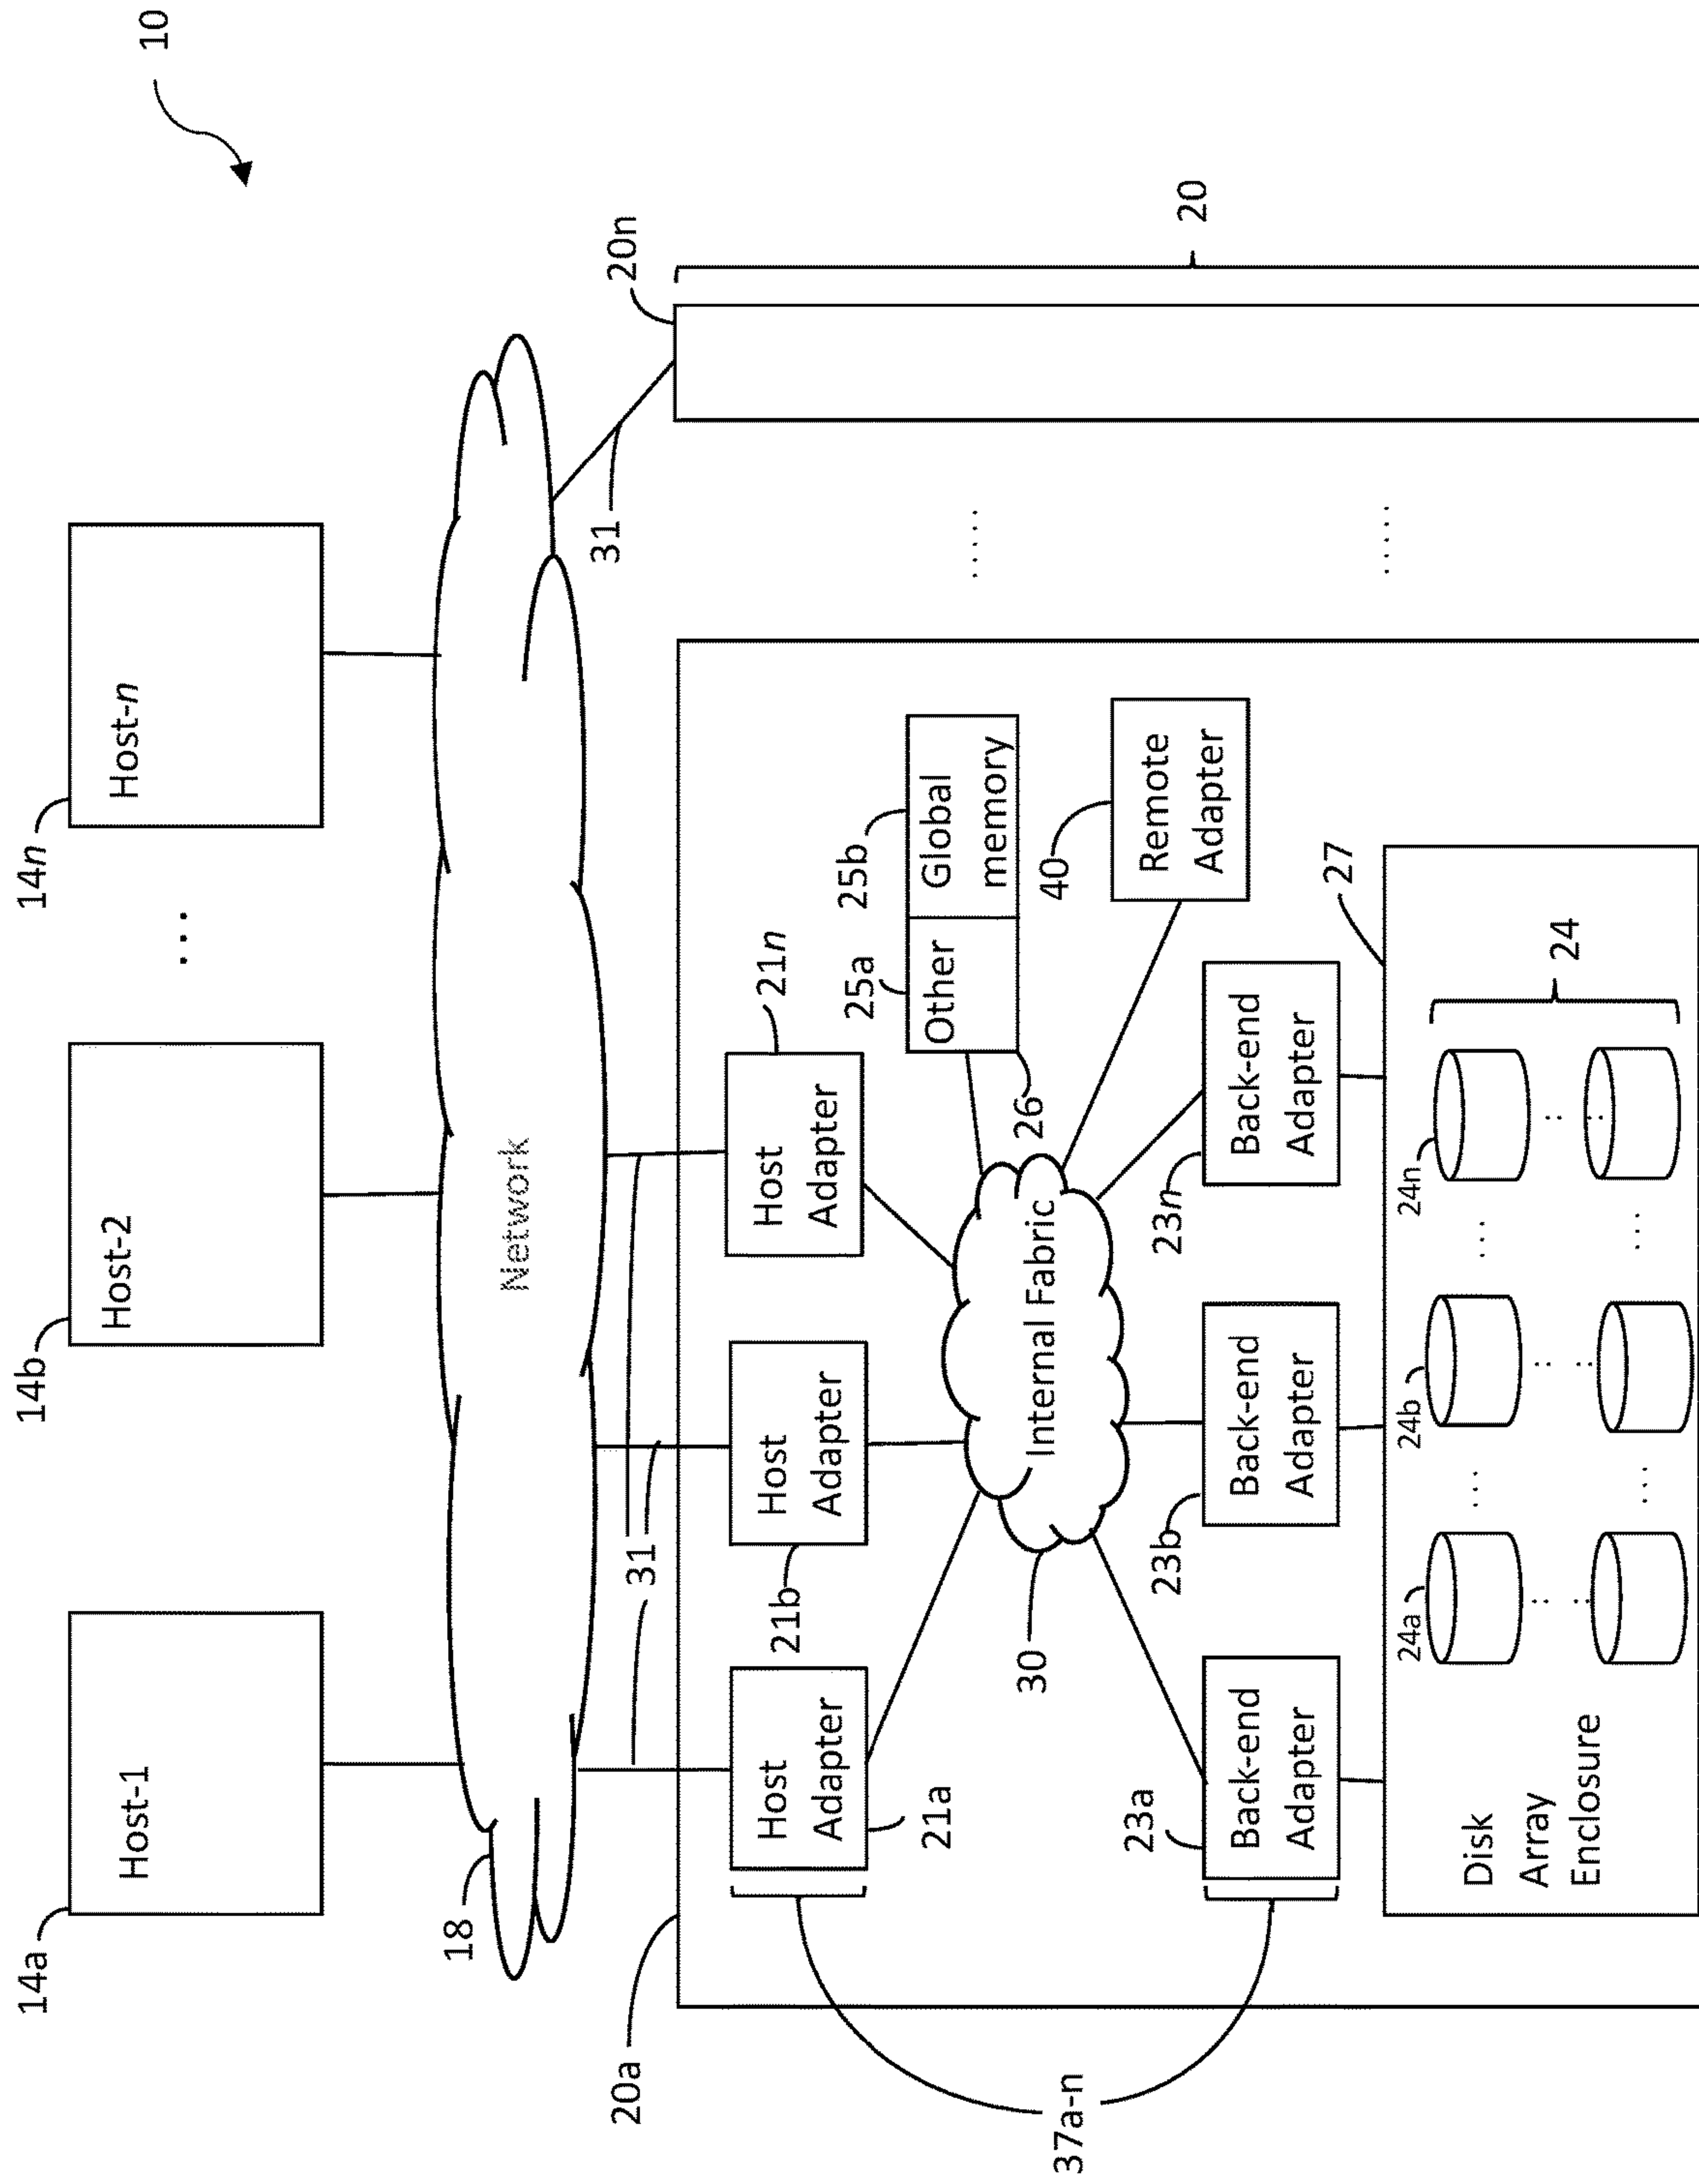 10
14a
Host-1
14b
Host-2
...
14n
Host-n
18
Network
31
31
20n
20
20a
Host
Adapter
21a
Host
Adapter
21b
Host
Adapter
21n
25a
Other
25b
Global
memory
26
40
Remote
Adapter
Internal Fabric
30
37a-n
23a
Back-end
Adapter
23b
Back-end
Adapter
23n
Back-end
Adapter
27
Disk
Array
Enclosure
24a
24b
24n
24